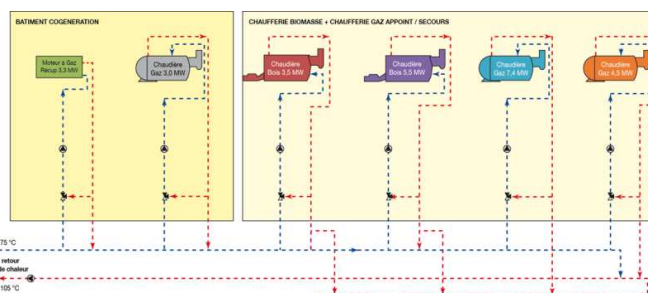 BATIMENT COGENERATION
CHAUFFERIE BIOMASSE + CHAUFFERIE GAZ APPOINT / SECOURS
Moteur à Gaz
Récup 3,3 MW
Chaudière
Gaz 3,0 MW
Chaudière
Bois 3,5 MW
Chaudière
Bois 5,5 MW
Chaudière
Gaz 7,4 MW
Chaudière
Gaz 4,5 MW
75 °C
retour
de chaleur
105 °C